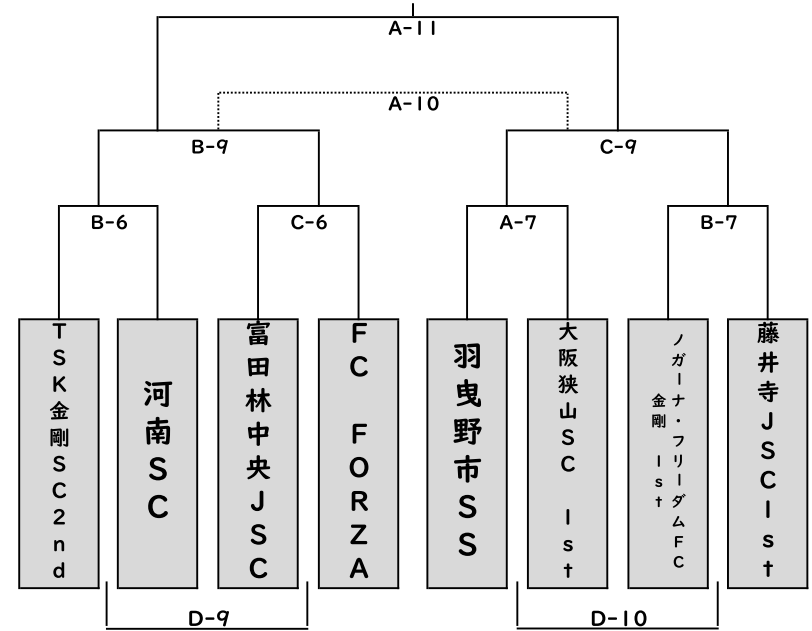 A-11
A-10
B-9
C-9
B-6
C-6
A-7
B-7
TSK金剛SC2nd
河南SC
富田林中央JSC
FC FORZA
羽曳野市SS
大阪狭山SC 1st
ノガーナ・フリーダムFC
金剛 1st
藤井寺JSC1st
D-9
D-10